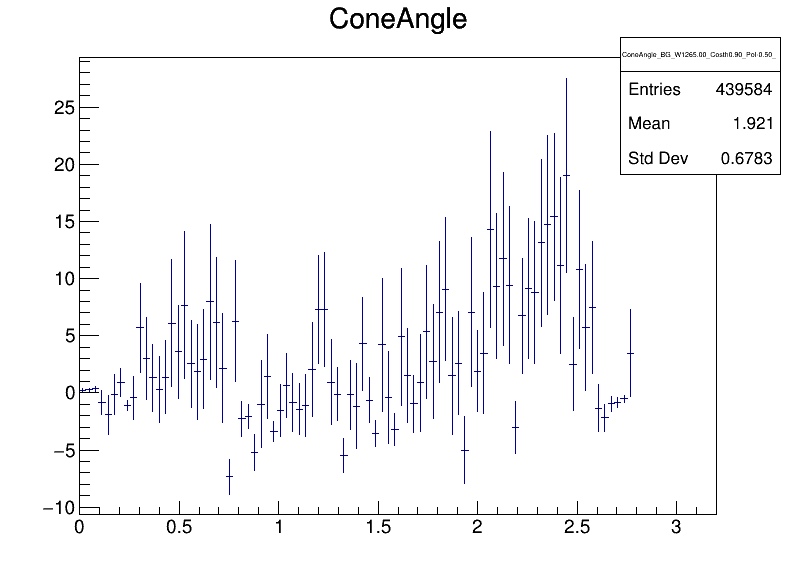 ConeAngle
ConeAngle_BG_W1265.00_Costh0.90_Pol-0.50_
Entries 439584
Mean 1.921
Std Dev 0.6783
25
20
15
10
5
0
−5
−10
0 0.5 1 1.5 2 2.5 3